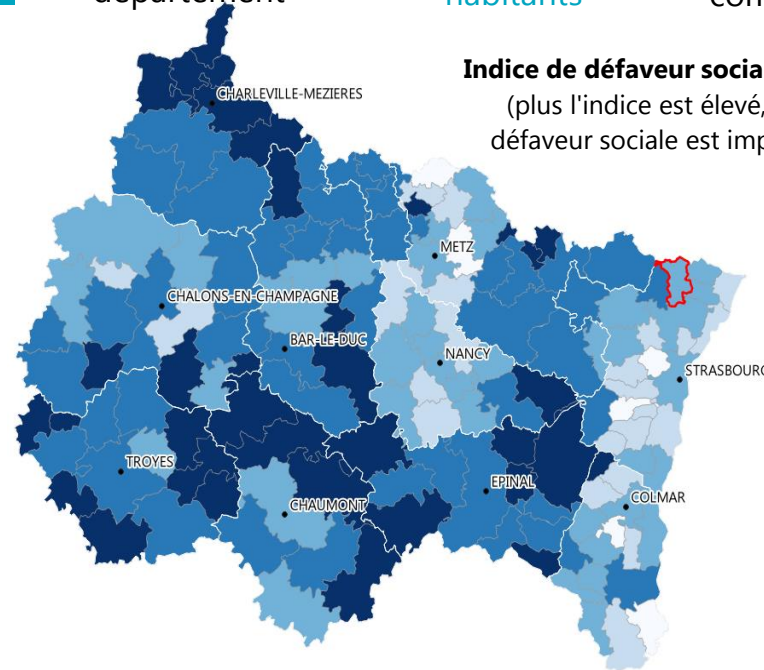 habitants
Indice de défaveur socia
(plus l'indice est élevé,
défaveur sociale est imp
CHARLEVILLE-MEZIERES
METZ
CHALONS-EN-CHAMPAGNE
BAR-LE-DUC
NANCY
STRASBOURG
TROYES
EPINAL
CHAUMONT
COLMAR